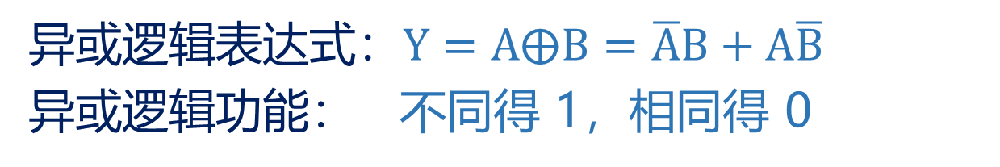 异或逻辑表达式：Y = A⊕B = A̅B + AB̅
异或逻辑功能： 不同得 1，相同得 0